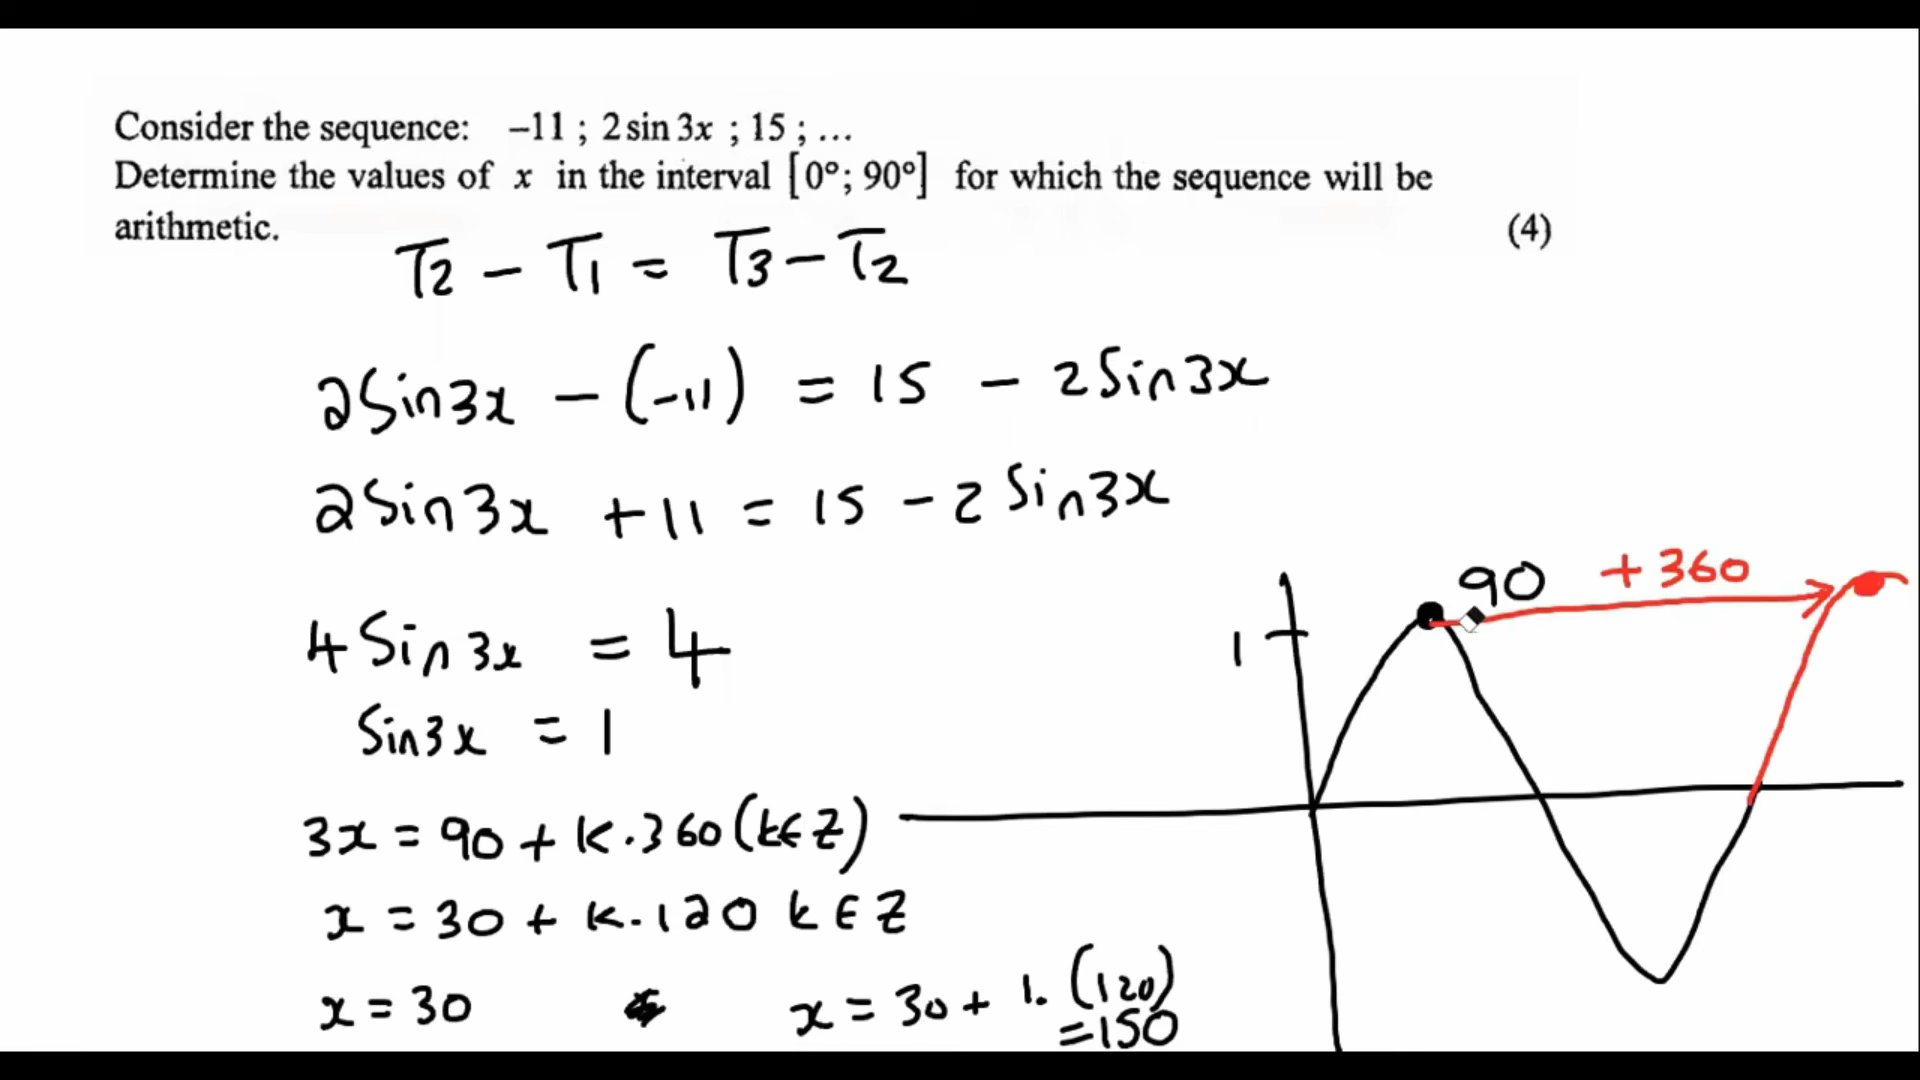 Consider the sequence: –11 ; 2 sin 3x ; 15 ; …
Determine the values of x in the interval [0°; 90°] for which the sequence will be
arithmetic. (4)
T2 - T1 = T3 - T2
2Sin3x - (-11) = 15 - 2Sin3x
2Sin3x + 11 = 15 - 2Sin3x
4Sin3x = 4
Sin3x = 1
3x = 90 + K.360 (k∈Z)
x = 30 + K.120 k∈Z
x = 30 x = 30 + 1.(120)
= 150
90 + 360
1